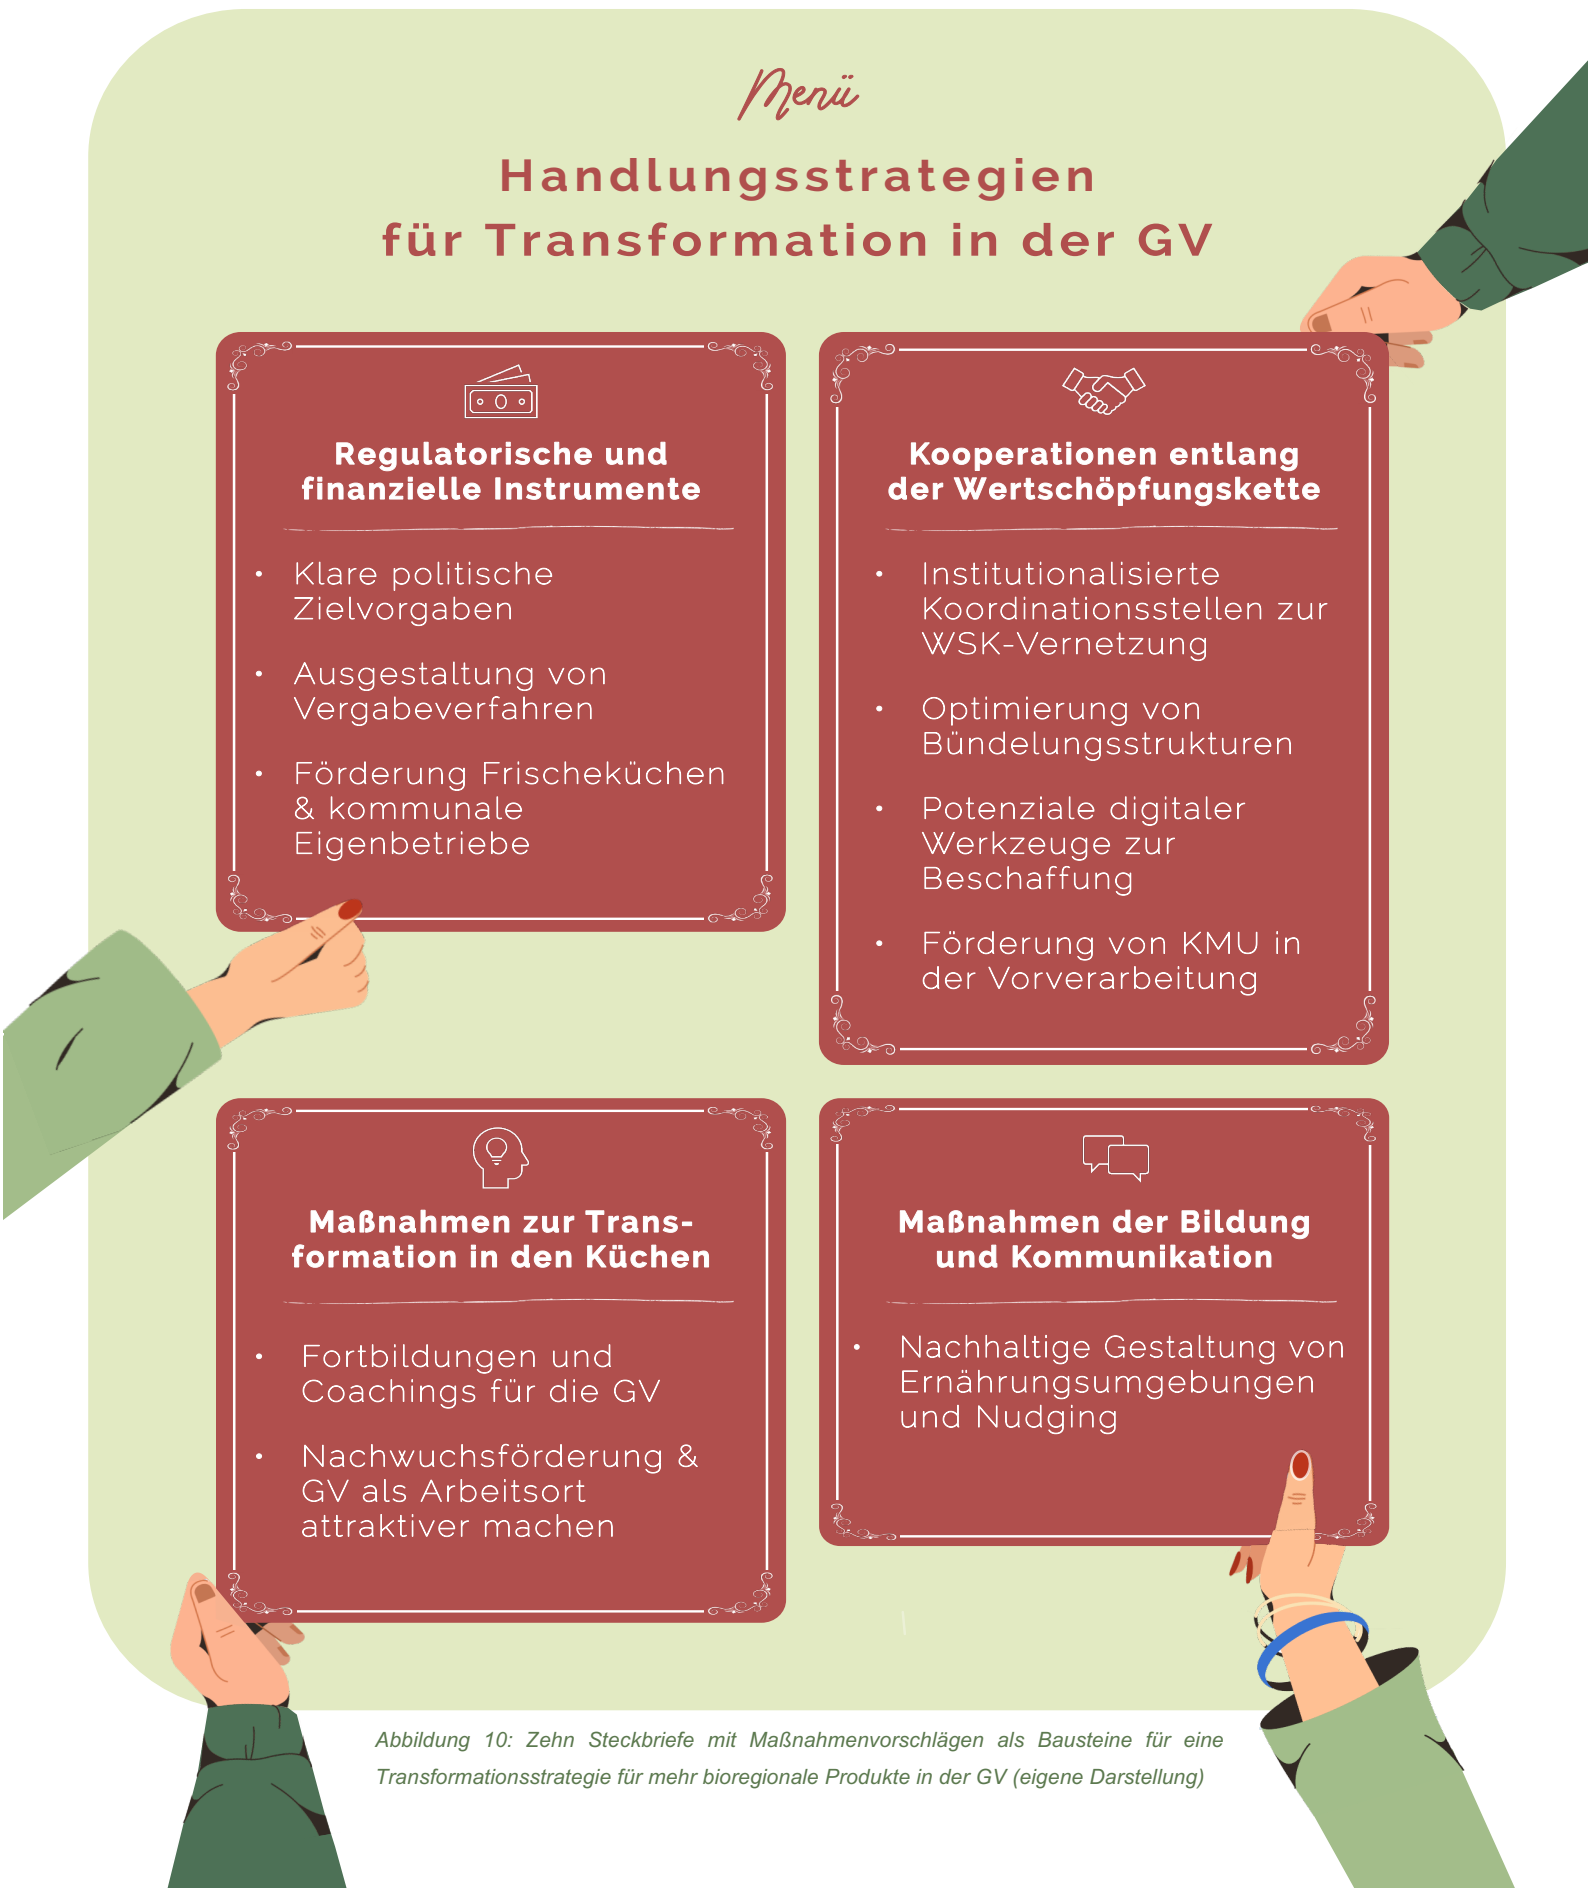 Menü
Handlungsstrategien
für Transformation in der GV
Regulatorische und
finanzielle Instrumente
• Klare politische
Zielvorgaben
• Ausgestaltung von
Vergabeverfahren
• Förderung Frischeküchen
& kommunale
Eigenbetriebe
Kooperationen entlang
der Wertschöpfungskette
• Institutionalisierte
Koordinationsstellen zur
WSK-Vernetzung
• Optimierung von
Bündelungsstrukturen
• Potenziale digitaler
Werkzeuge zur
Beschaffung
• Förderung von KMU in
der Vorverarbeitung
Maßnahmen zur Trans-
formation in den Küchen
• Fortbildungen und
Coachings für die GV
• Nachwuchsförderung &
GV als Arbeitsort
attraktiver machen
Maßnahmen der Bildung
und Kommunikation
• Nachhaltige Gestaltung von
Ernährungsumgebungen
und Nudging
Abbildung 10: Zehn Steckbriefe mit Maßnahmenvorschlägen als Bausteine für eine
Transformationsstrategie für mehr bioregionale Produkte in der GV (eigene Darstellung)